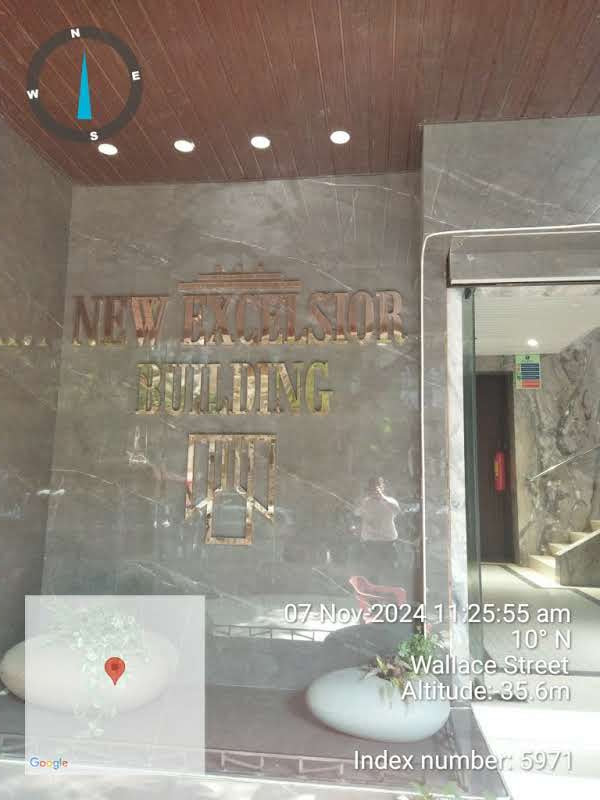 N
E
W
S
NEW EXCELSIOR
BUILDING
07-Nov-2024 11:25:55 am
10° N
Wallace Street
Altitude:-35.6m
Index number: 5971
Google